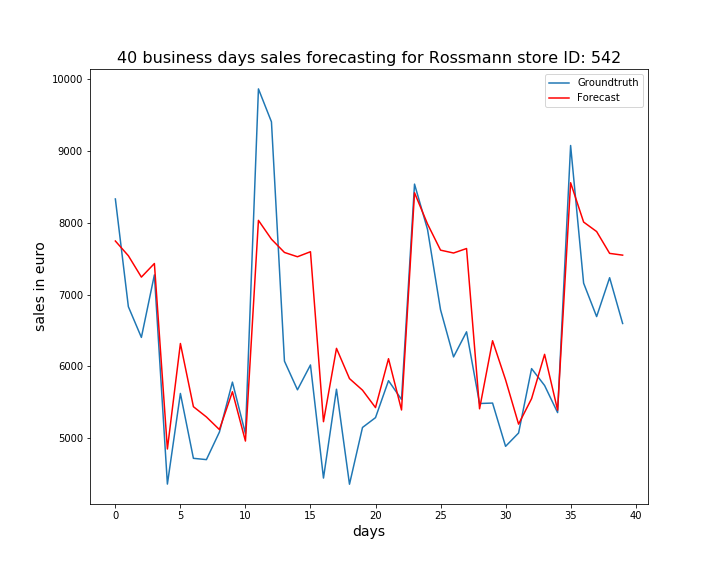 40 business days sales forecasting for Rossmann store ID: 542
Groundtruth
Forecast
10000
9000
8000
7000
6000
5000
sales in euro
0 5 10 15 20 25 30 35 40
days